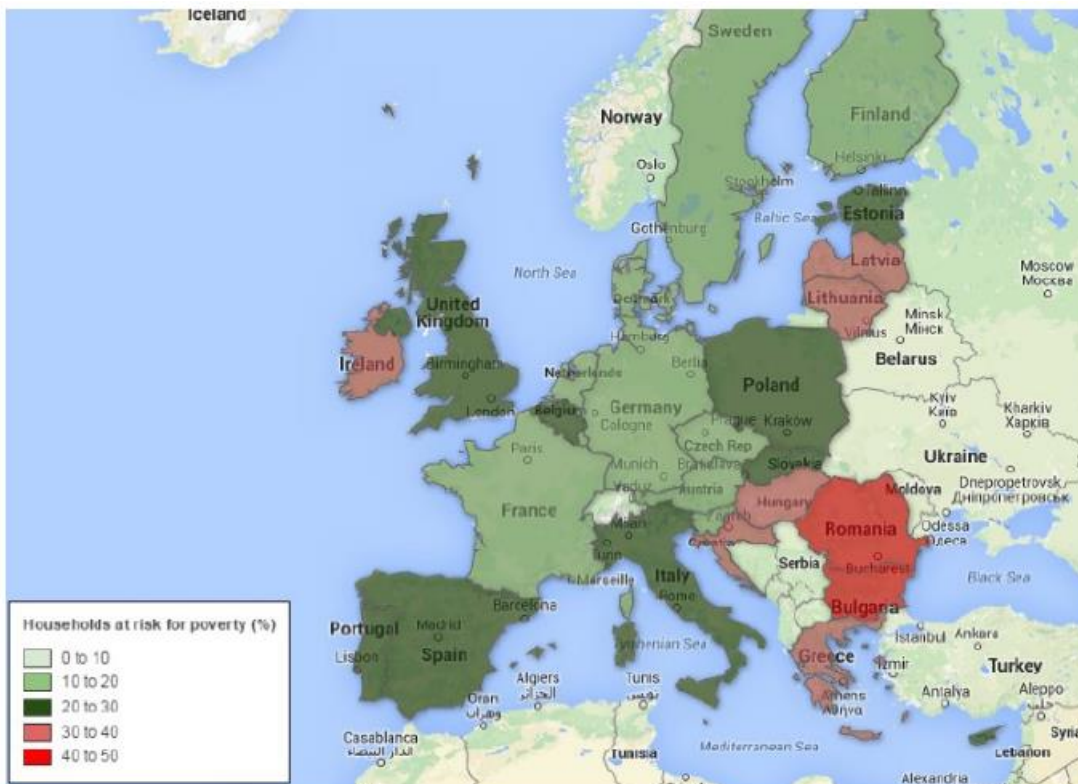 Iceland
Sweden
Norway
Finland
Oslo
Helsinki
Stockholm
Tallinn
Baltic Sea
Estonia
Gothenburg
North Sea
Latvia
Moscow
Москва
Lithuania
Denmark
Vilnius
Minsk
Мінск
United
Kingdom
Hamburg
Belarus
Ireland
Birmingham
Netherlands
Berlin
Poland
London
Belgium
Germany
Cologne
Prague
Kraków
Kyiv
Київ
Kharkiv
Харків
Paris
Czech Rep
Ukraine
Munich
Bratislava
Slovakia
Vaduz
Austria
Dnepropetrovsk
Дніпропетровськ
France
Hungary
Moldova
Milan
Zagreb
Romania
Odessa
Одеса
Turin
Croatia
Serbia
Bucharest
Marseille
Italy
Black Sea
Barcelona
Rome
Bulgaria
Portugal
Madrid
Istanbul
Ankara
Lisbon
Spain
Tyrrhenian Sea
Greece
Izmir
Turkey
Algiers
الجزائر
Tunis
تونس
Athens
Αθήνα
Antalya
Aleppo
حلب
Oran
وهران
Casablanca
الدار البيضاء
Syria
Tunisia
Mediterranean Sea
Lebanon
Alexandria
Households at risk for poverty (%)
0 to 10
10 to 20
20 to 30
30 to 40
40 to 50